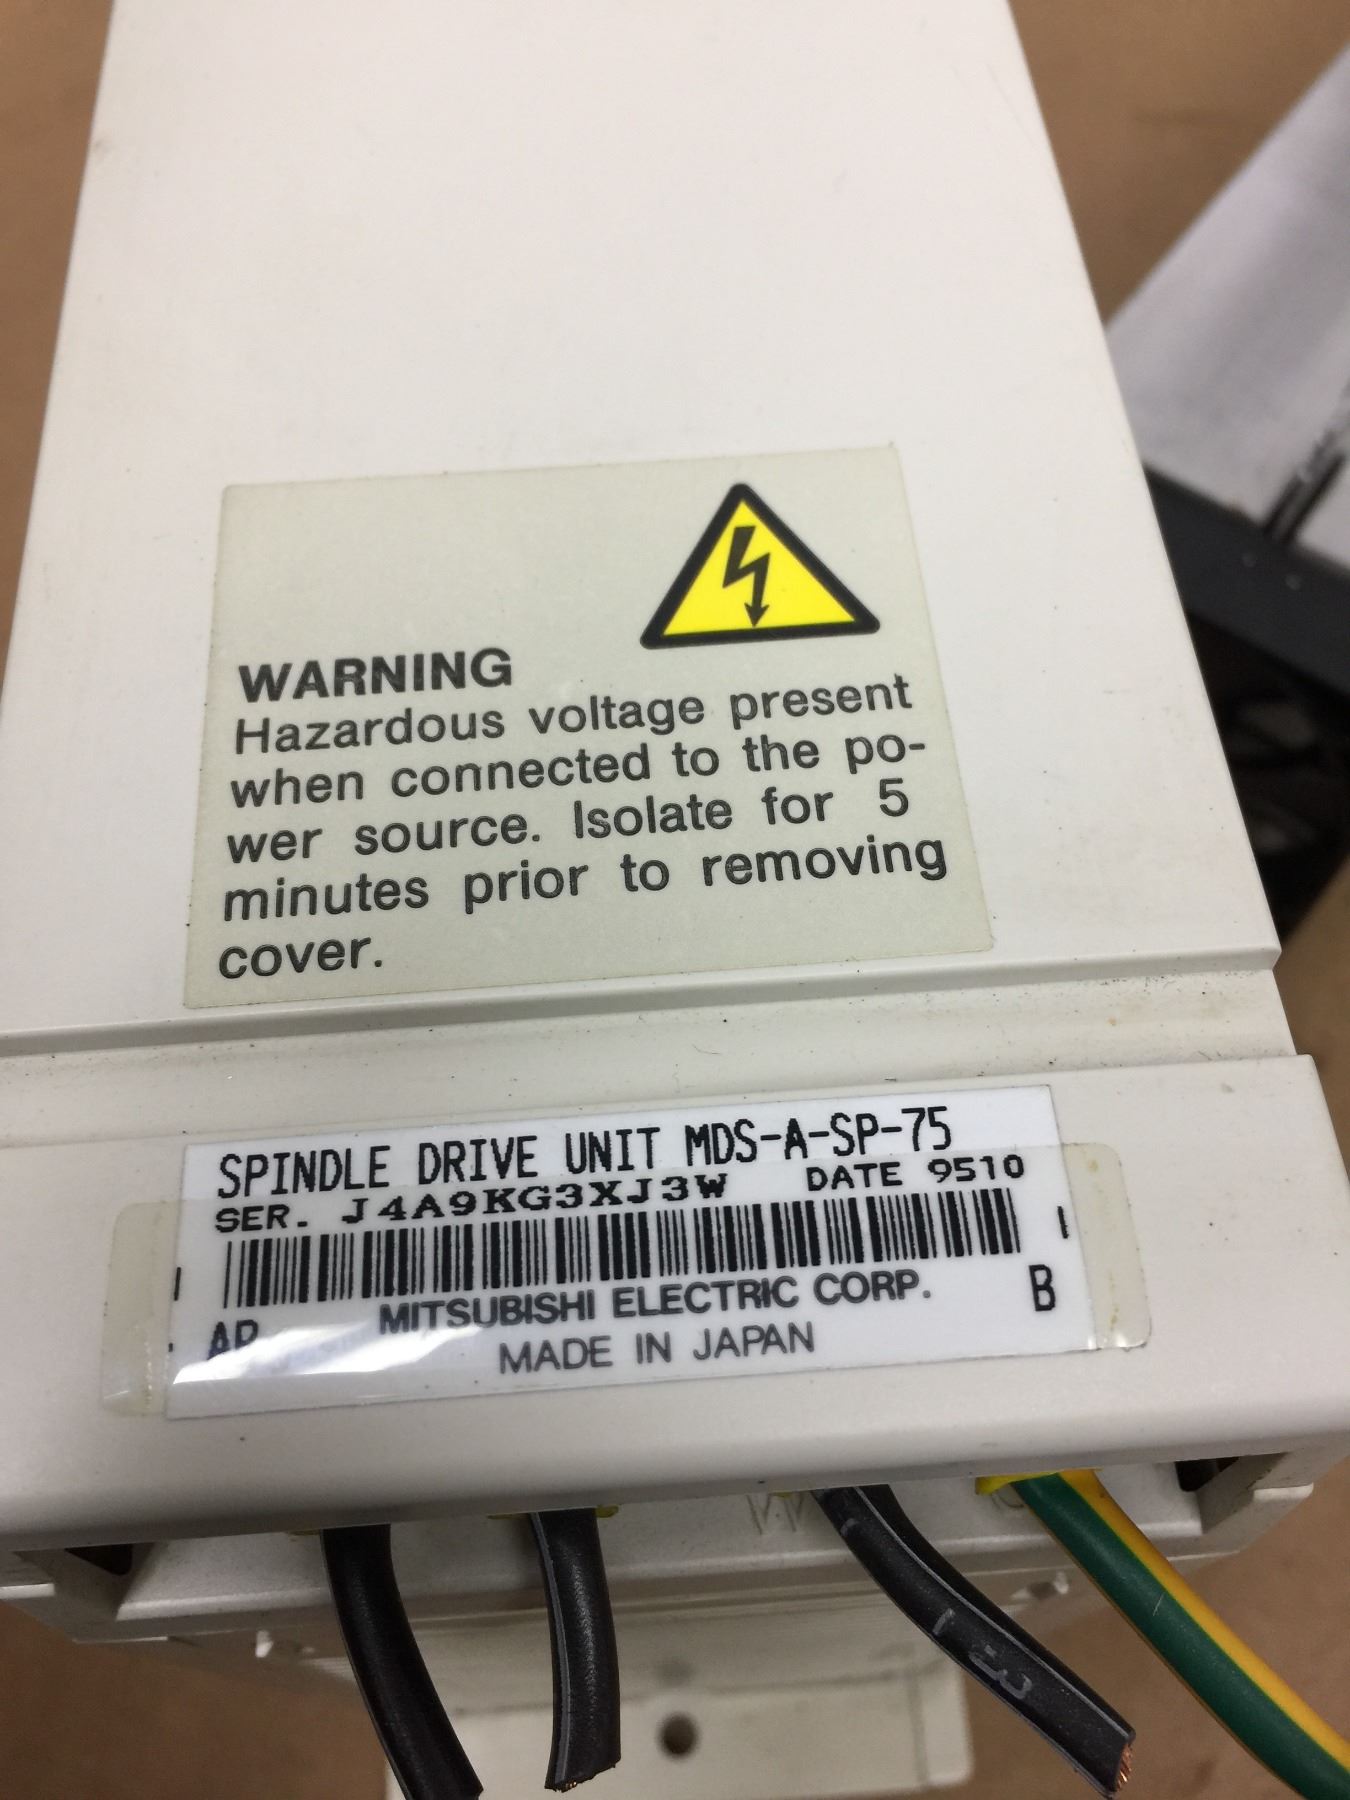 WARNING
Hazardous voltage present
when connected to the po-
wer source. Isolate for 5
minutes prior to removing
cover.
SPINDLE DRIVE UNIT MDS-A-SP-75
SER. J4A9KG3XJ3W DATE 9510
MITSUBISHI ELECTRIC CORP. B
MADE IN JAPAN
W
3